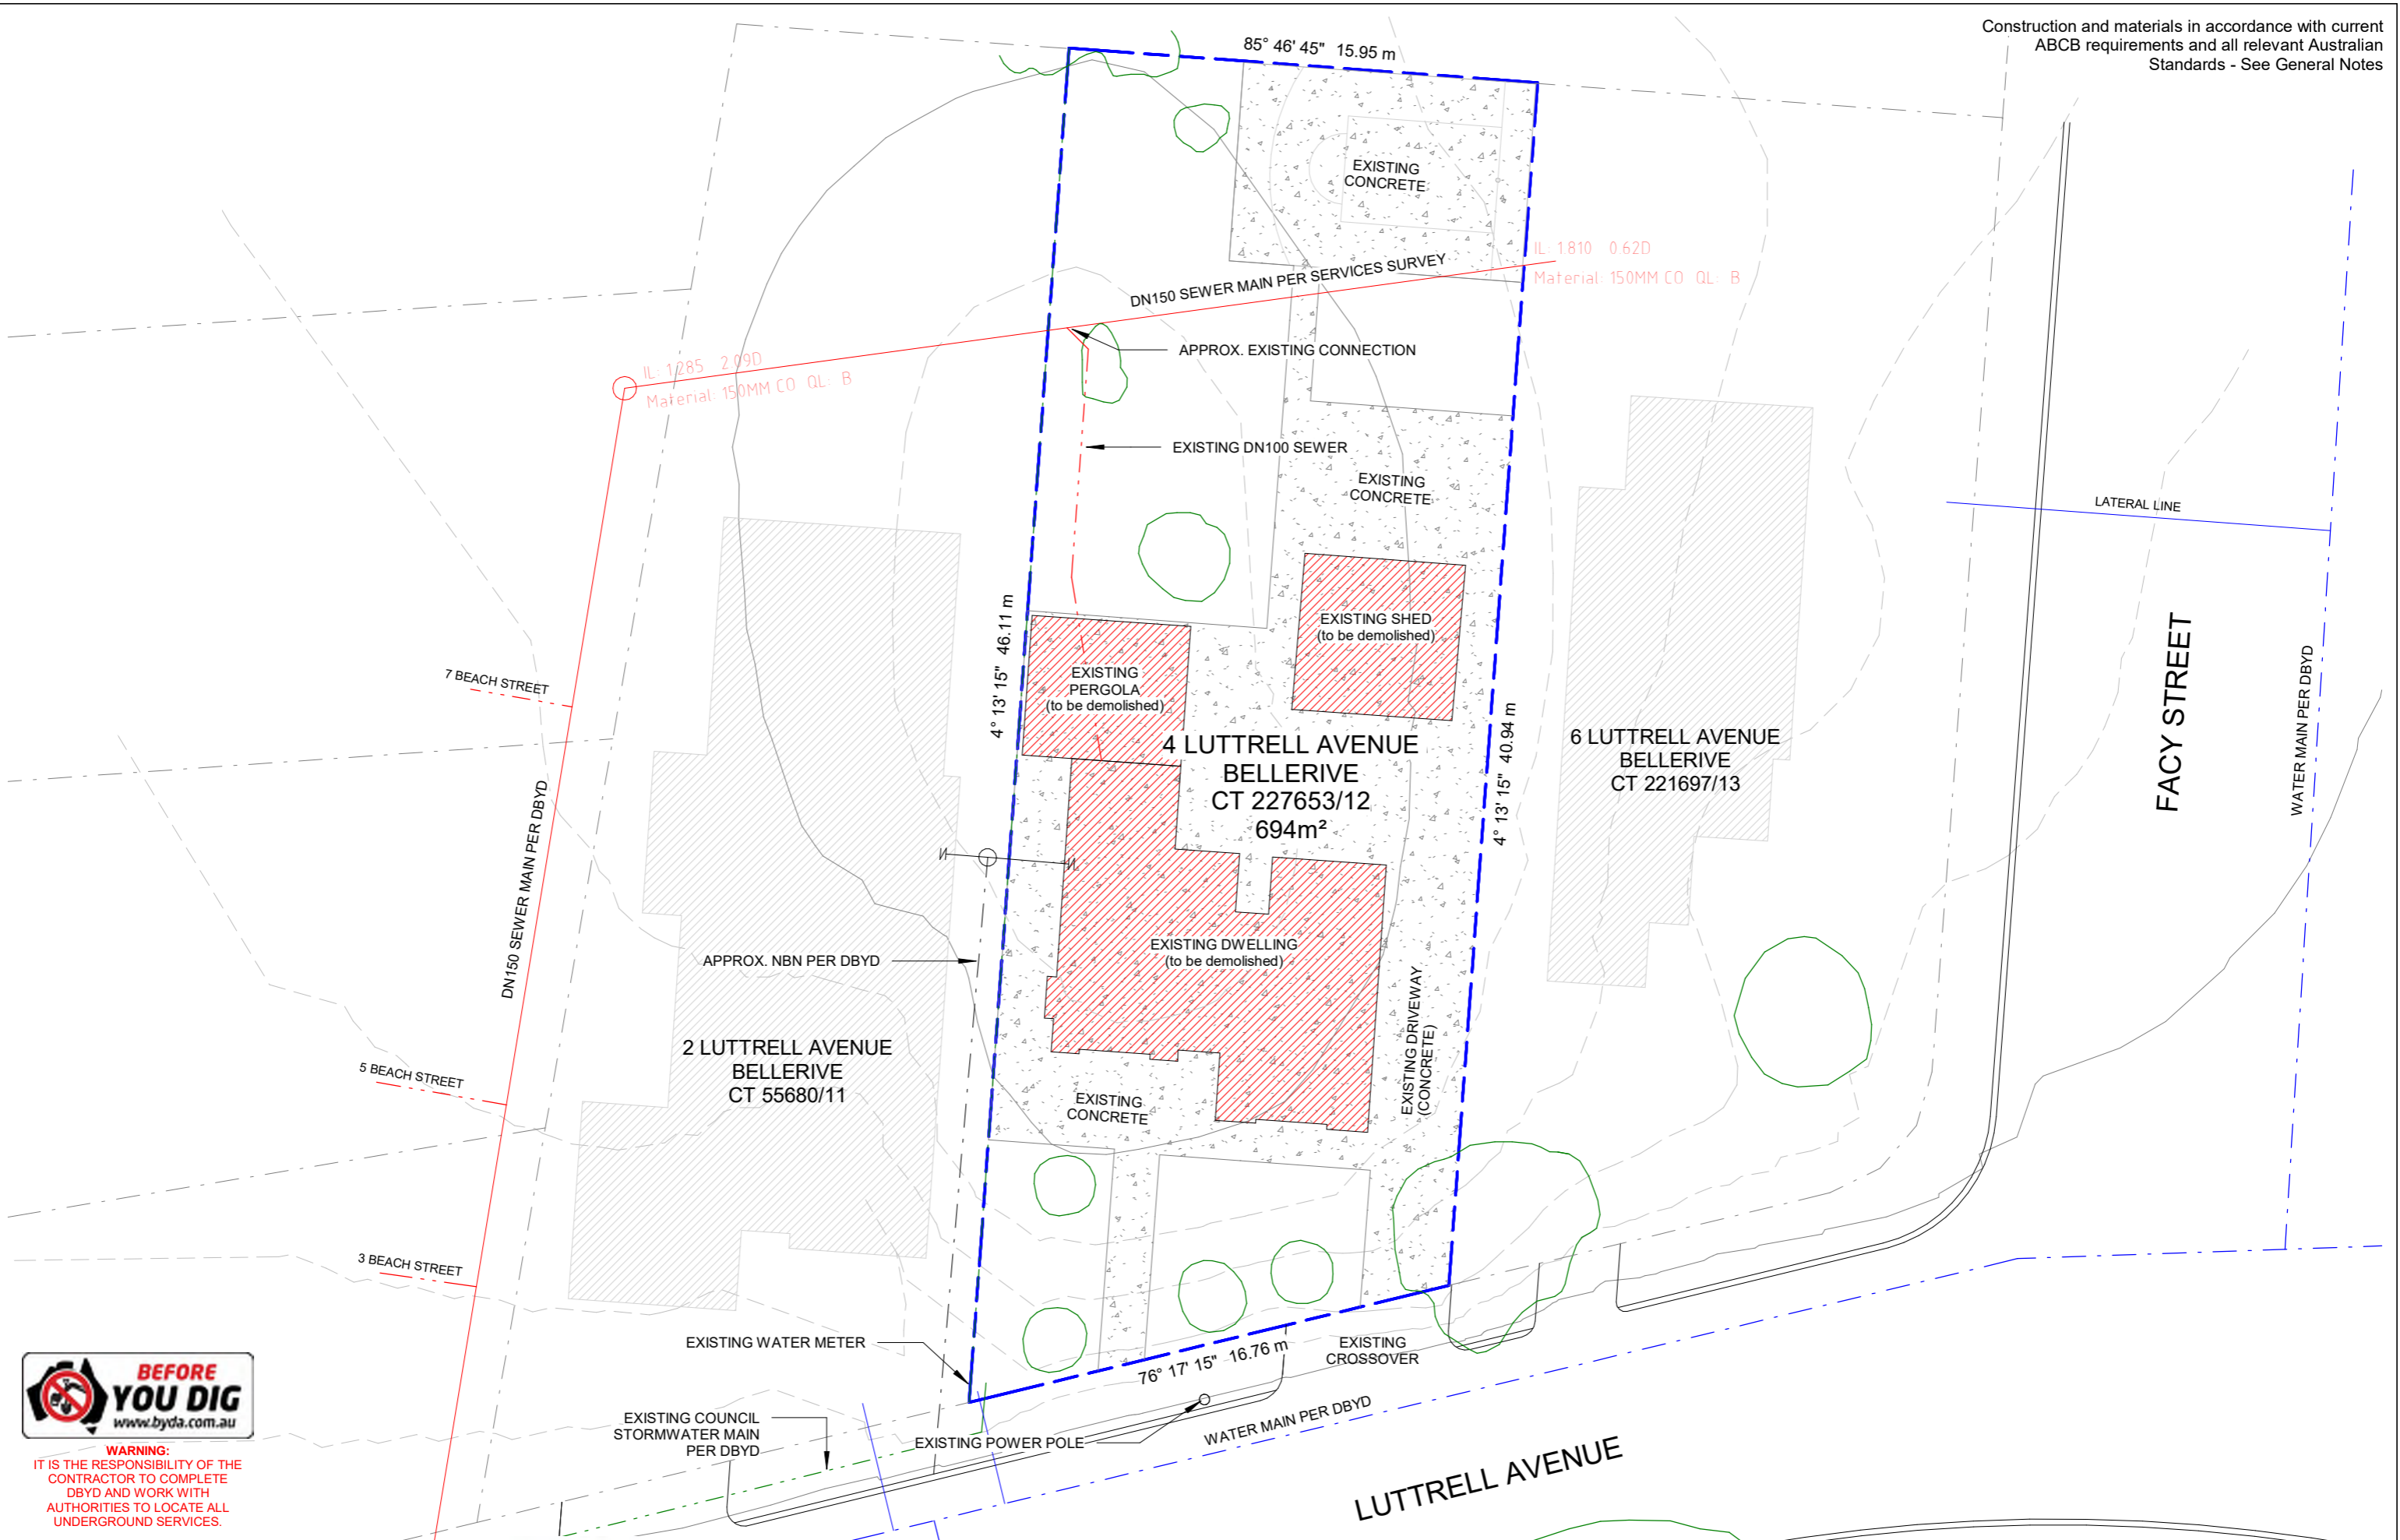 Construction and materials in accordance with current
ABCB requirements and all relevant Australian
Standards - See General Notes
85° 46' 45" 15.95 m
EXISTING
CONCRETE
IL: 1.810 0.62D
Material: 150MM CO QL: B
DN150 SEWER MAIN PER SERVICES SURVEY
APPROX. EXISTING CONNECTION
IL: 1.285 2.09D
Material: 150MM CO QL: B
EXISTING DN100 SEWER
EXISTING
CONCRETE
LATERAL LINE
EXISTING SHED
(to be demolished)
4° 13' 15" 46.11 m
EXISTING
PERGOLA
(to be demolished)
7 BEACH STREET
4 LUTTRELL AVENUE
BELLERIVE
CT 227653/12
694m²
4° 13' 15" 40.94 m
6 LUTTRELL AVENUE
BELLERIVE
CT 221697/13
FACY STREET
WATER MAIN PER DBYD
DN150 SEWER MAIN PER DBYD
APPROX. NBN PER DBYD
EXISTING DWELLING
(to be demolished)
EXISTING DRIVEWAY
(CONCRETE)
2 LUTTRELL AVENUE
BELLERIVE
CT 55680/11
5 BEACH STREET
EXISTING
CONCRETE
3 BEACH STREET
EXISTING WATER METER
76° 17' 15" 16.76 m
EXISTING
CROSSOVER
EXISTING COUNCIL
STORMWATER MAIN
PER DBYD
EXISTING POWER POLE
WATER MAIN PER DBYD
LUTTRELL AVENUE
BEFORE
YOU DIG
www.byda.com.au
WARNING:
IT IS THE RESPONSIBILITY OF THE
CONTRACTOR TO COMPLETE
DBYD AND WORK WITH
AUTHORITIES TO LOCATE ALL
UNDERGROUND SERVICES.